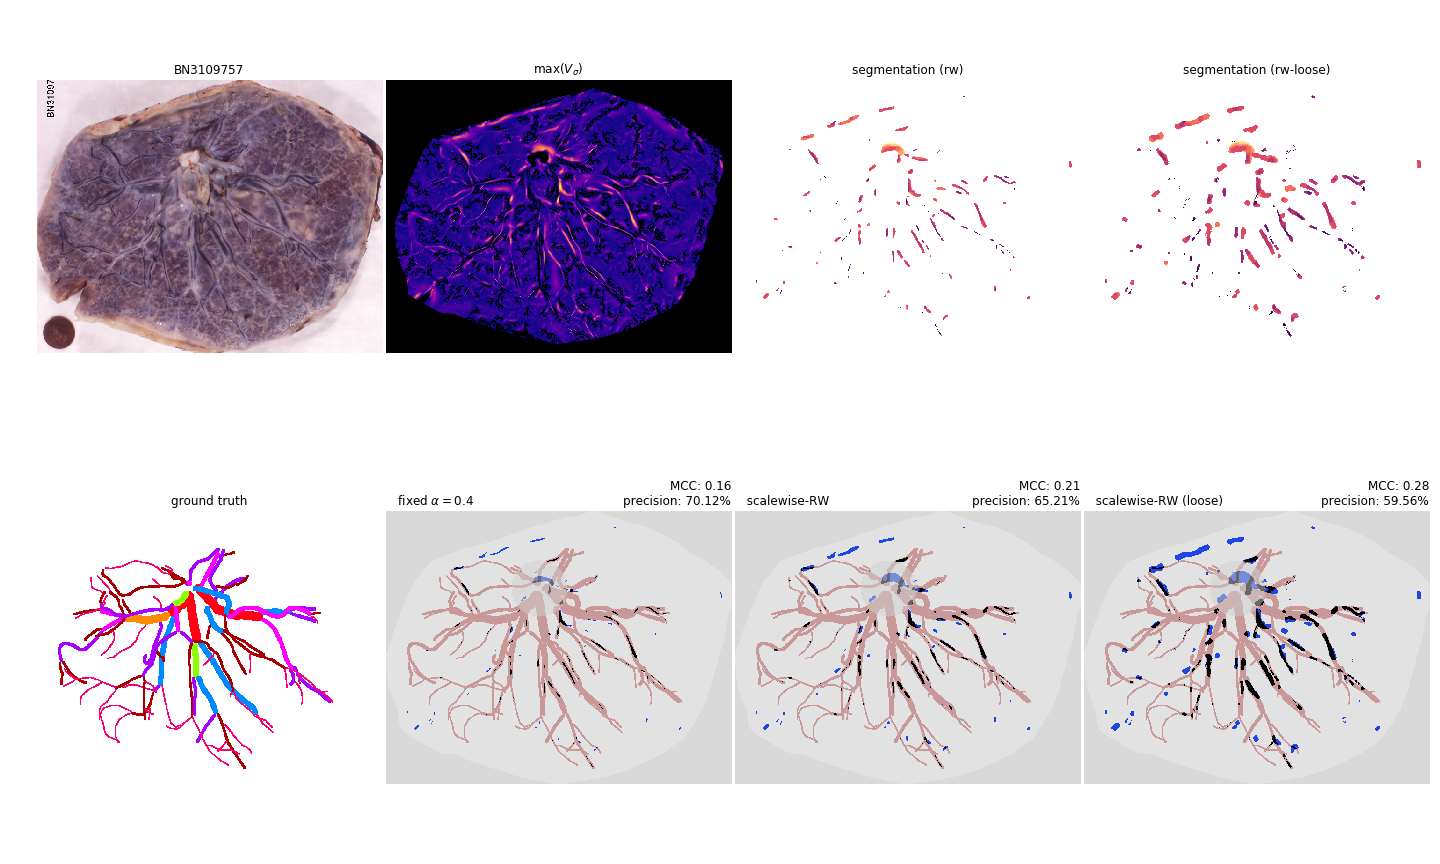 BN3109757
max(V_σ)
segmentation (rw)
segmentation (rw-loose)
BN31097
ground truth
fixed α = 0.4
MCC: 0.16
precision: 70.12%
scalewise-RW
MCC: 0.21
precision: 65.21%
scalewise-RW (loose)
MCC: 0.28
precision: 59.56%